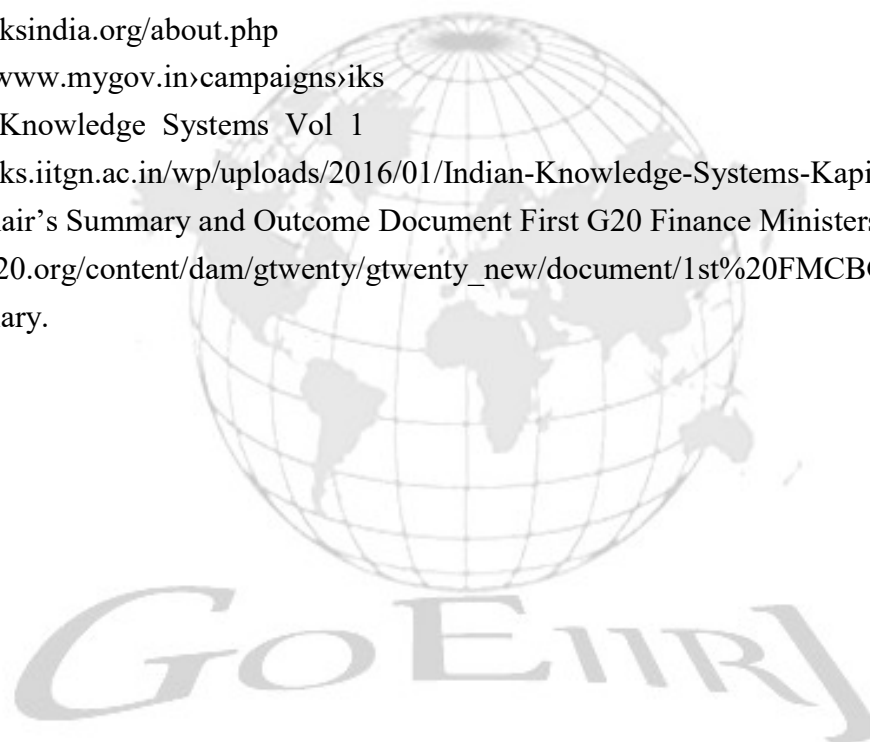 ksindia.org/about.php
www.mygov.in›campaigns›iks
Knowledge Systems Vol 1
ks.iitgn.ac.in/wp/uploads/2016/01/Indian-Knowledge-Systems-Kapi
air’s Summary and Outcome Document First G20 Finance Ministers
20.org/content/dam/gtwenty/gtwenty_new/document/1st%20FMCB
ary.
GOEIIRJ